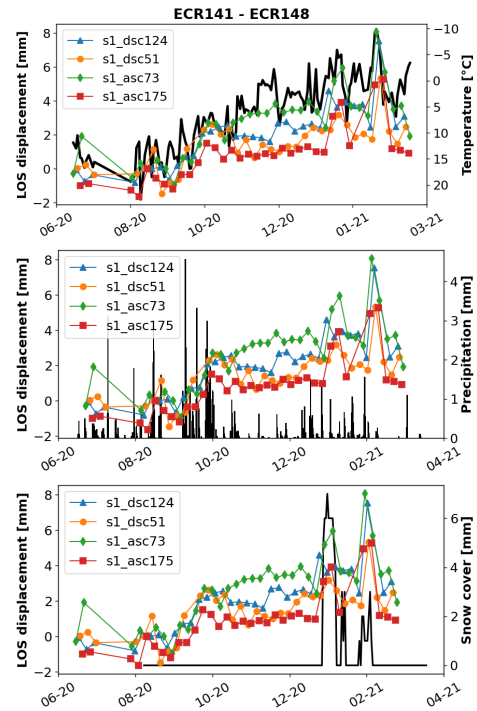 ECR141 - ECR148
LOS displacement [mm]
8
6
4
2
0
−2
s1_dsc124
s1_dsc51
s1_asc73
s1_asc175
−10
−5
0
5
10
15
20
Temperature [°C]
06-20
08-20
10-20
12-20
01-21
03-21
LOS displacement [mm]
8
6
4
2
0
−2
s1_dsc124
s1_dsc51
s1_asc73
s1_asc175
4
3
2
1
0
Precipitation [mm]
06-20
08-20
10-20
12-20
02-21
04-21
LOS displacement [mm]
8
6
4
2
0
−2
s1_dsc124
s1_dsc51
s1_asc73
s1_asc175
6
4
2
0
Snow cover [mm]
06-20
08-20
10-20
12-20
02-21
04-21